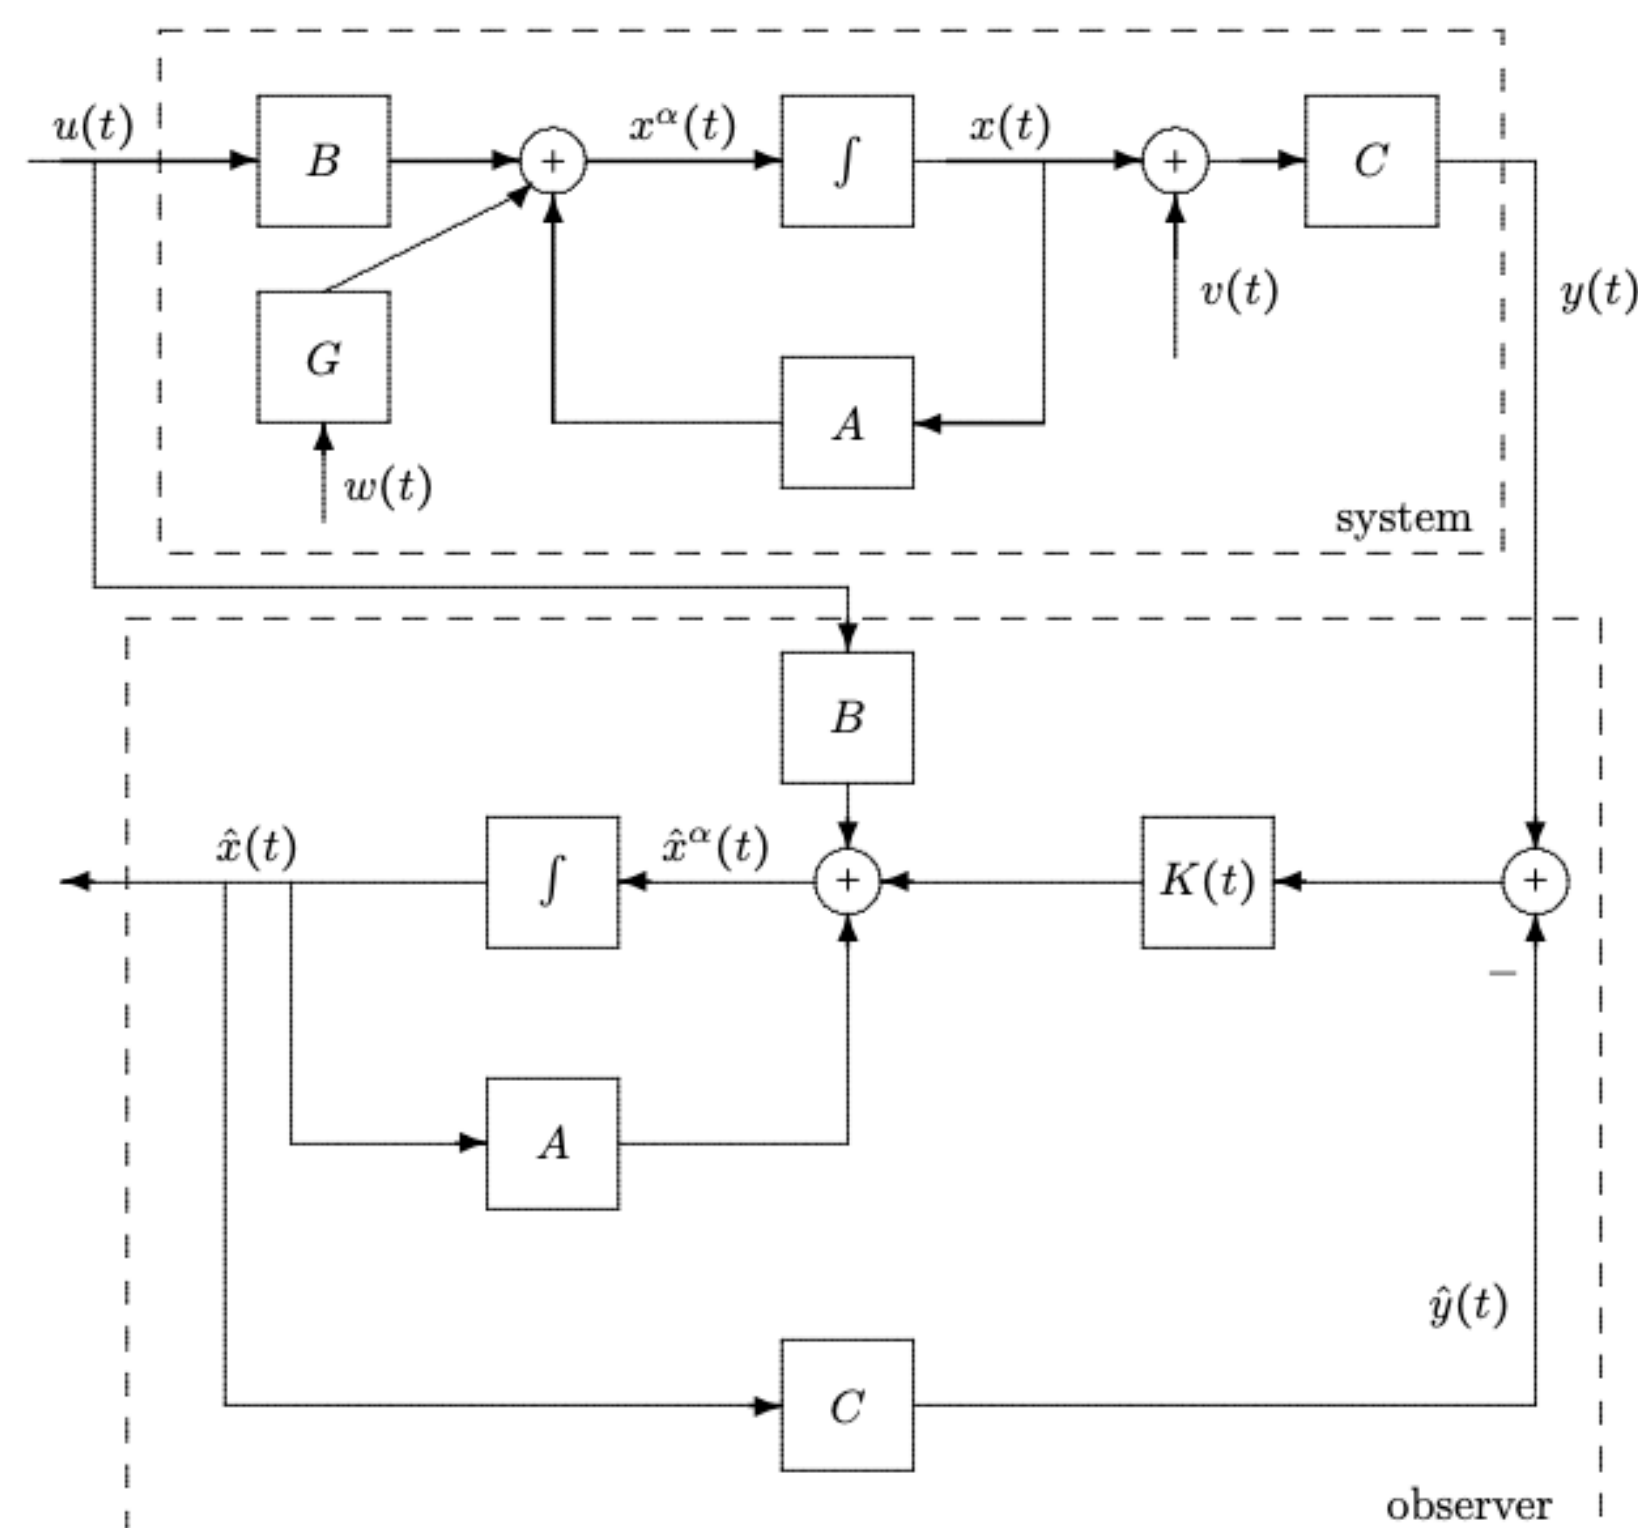 u(t)
B
+
x^α(t)
∫
x(t)
+
C
G
v(t)
y(t)
A
w(t)
system
B
x̂(t)
∫
x̂^α(t)
+
K(t)
+
−
A
ŷ(t)
C
observer